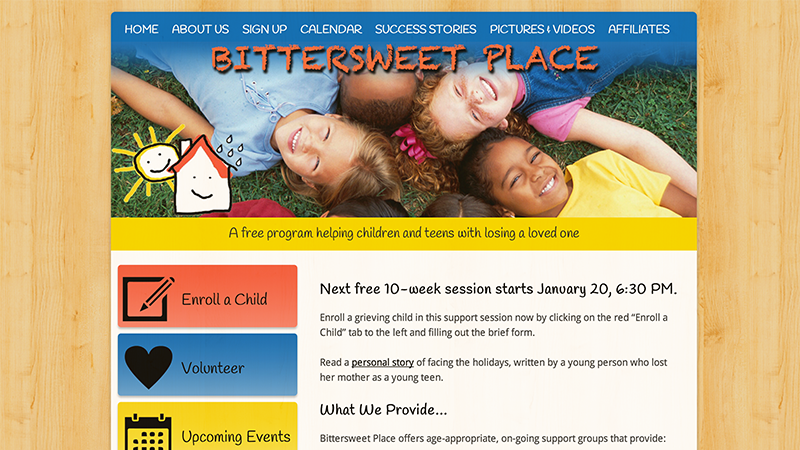 HOME ABOUT US SIGN UP CALENDAR SUCCESS STORIES PICTURES & VIDEOS AFFILIATES
BITTERSWEET PLACE
A free program helping children and teens with losing a loved one
Enroll a Child
Volunteer
Upcoming Events
Next free 10-week session starts January 20, 6:30 PM.
Enroll a grieving child in this support session now by clicking on the red “Enroll a
Child” tab to the left and filling out the brief form.
Read a personal story of facing the holidays, written by a young person who lost
her mother as a young teen.
What We Provide...
Bittersweet Place offers age-appropriate, on-going support groups that provide: